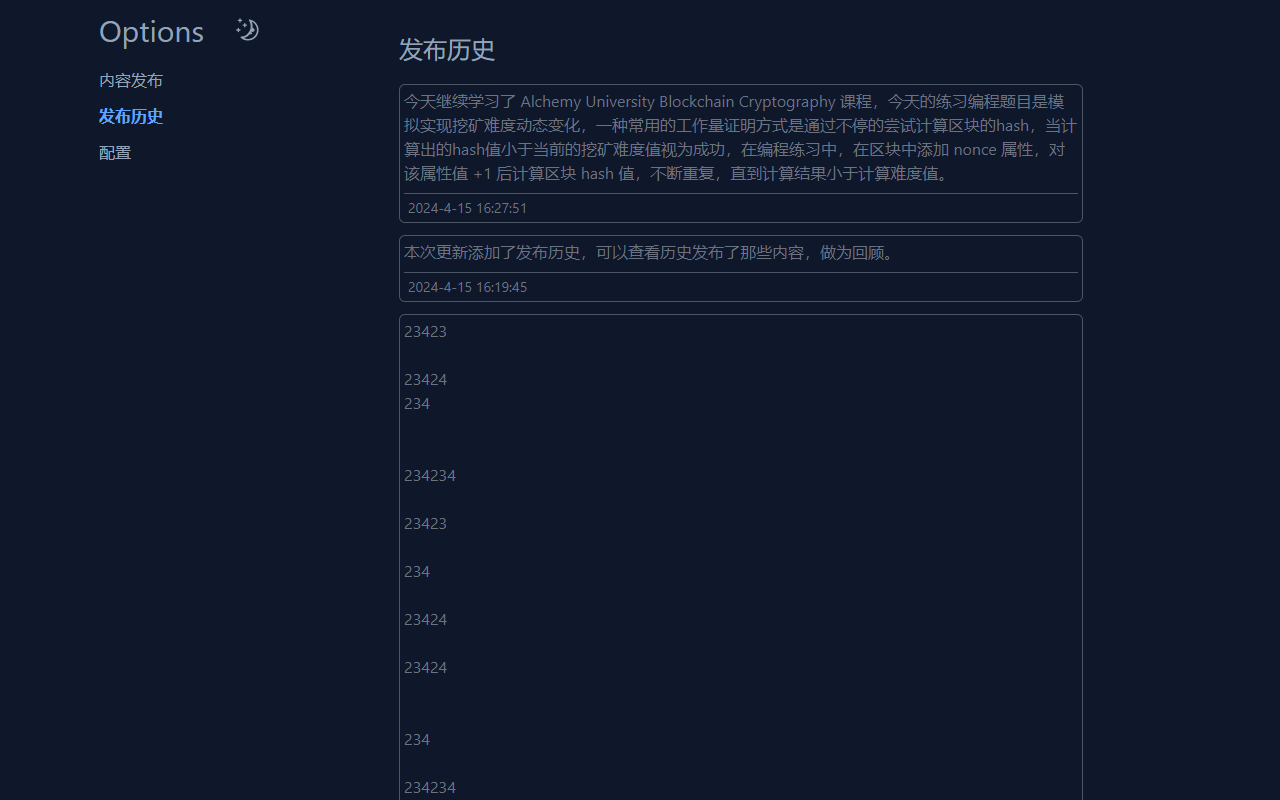 Options
内容发布
发布历史
配置
发布历史
今天继续学习了 Alchemy University Blockchain Cryptography 课程，今天的练习编程题目是模
拟实现挖矿难度动态变化，一种常用的工作量证明方式是通过不停的尝试计算区块的hash，当计
算出的hash值小于当前的挖矿难度值视为成功，在编程练习中，在区块中添加 nonce 属性，对
该属性值 +1 后计算区块 hash 值，不断重复，直到计算结果小于计算难度值。
2024-4-15 16:27:51
本次更新添加了发布历史，可以查看历史发布了那些内容，做为回顾。
2024-4-15 16:19:45
23423
23424
234
234234
23423
234
23424
23424
234
234234